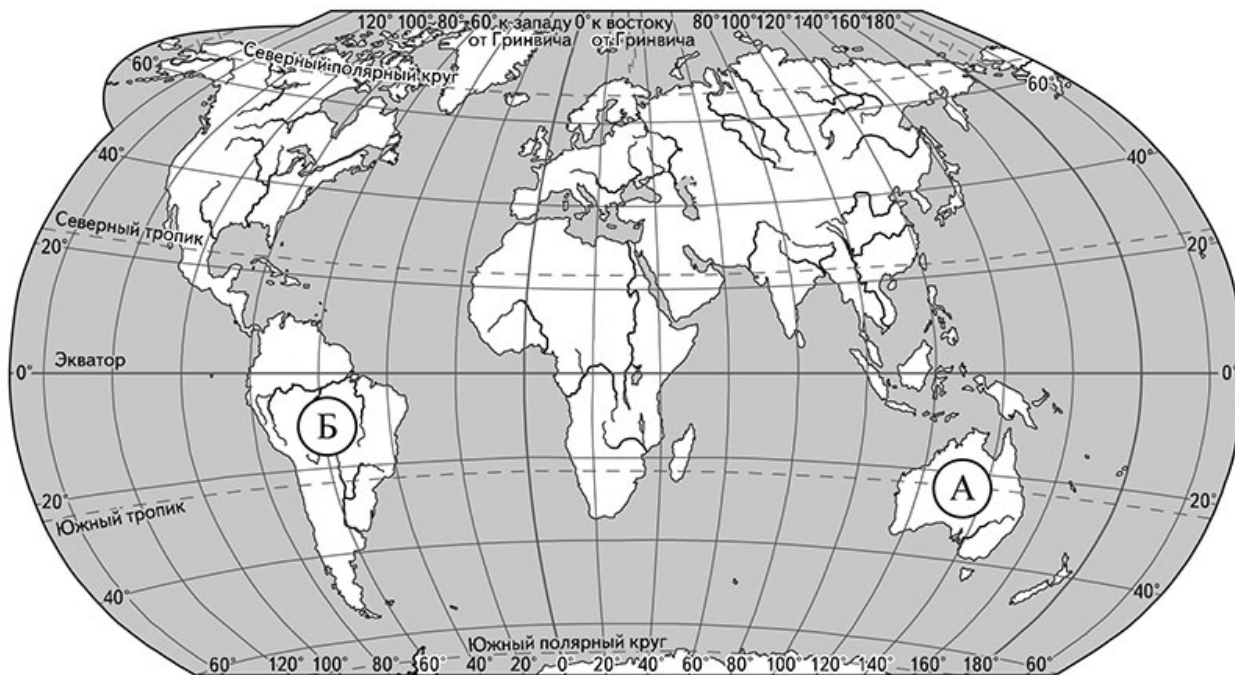 120° 100° 80° 60° к западу 0° к востоку 80° 100° 120° 140° 160° 180°
от Гринвича от Гринвича
Северный полярный круг
60° 60°
40° 40°
Северный тропик
20° 20°
Экватор
0° 0°
Б
А
20° 20°
Южный тропик
40° 40°
Южный полярный круг
60° 120° 100° 80° 60° 40° 20° 0° 20° 40° 60° 80° 100° 120° 140° 160° 180° 60°